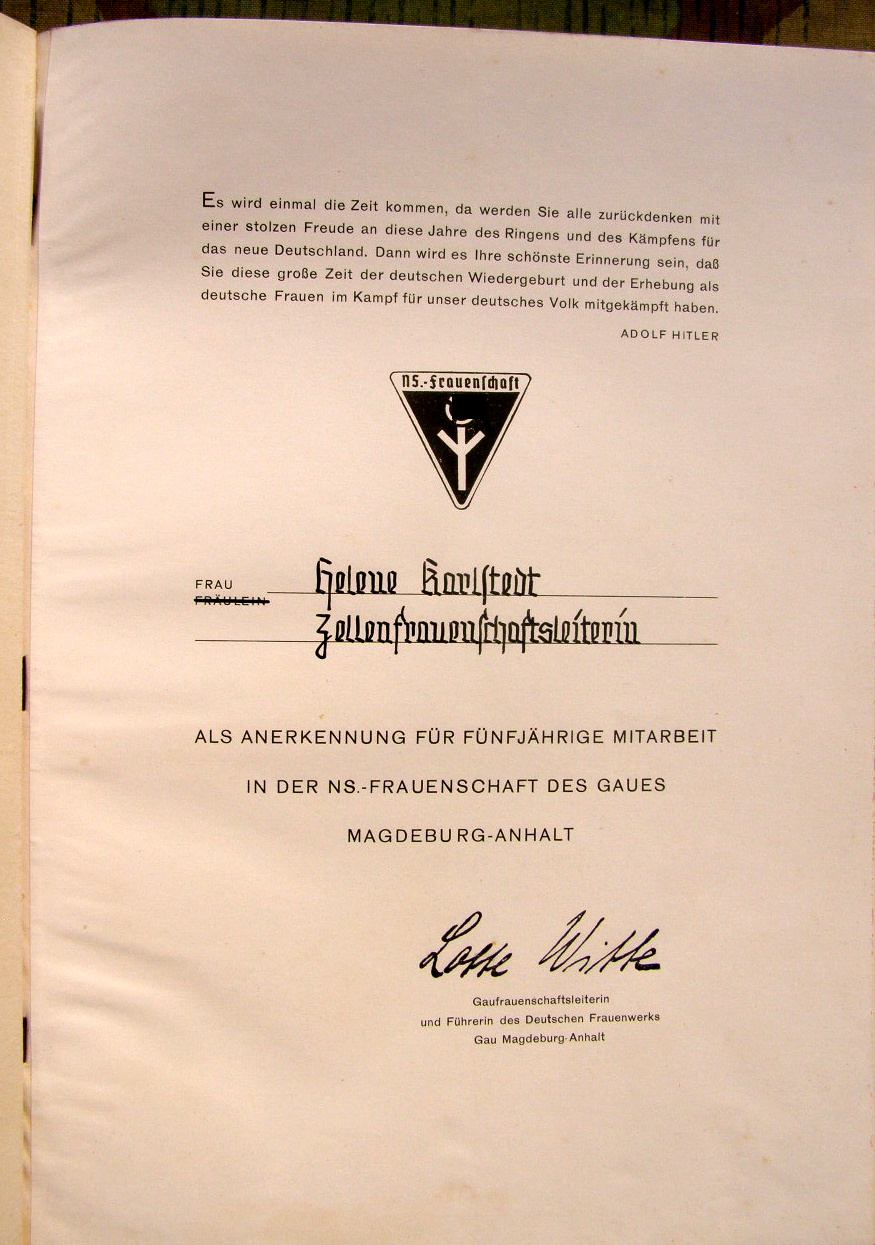 Es wird einmal die Zeit kommen, da werden Sie alle zurückdenken mit
einer stolzen Freude an diese Jahre des Ringens und des Kämpfens für
das neue Deutschland. Dann wird es Ihre schönste Erinnerung sein, daß
Sie diese große Zeit der deutschen Wiedergeburt und der Erhebung als
deutsche Frauen im Kampf für unser deutsches Volk mitgekämpft haben.
ADOLF HITLER
NS.-Frauenschaft
FRAU Helene Karlstedt
FRÄULEIN
Zellenfrauenschaftsleiterin
ALS ANERKENNUNG FÜR FÜNFJÄHRIGE MITARBEIT
IN DER NS.-FRAUENSCHAFT DES GAUES
MAGDEBURG-ANHALT
Lotte Witte
Gaufrauenschaftsleiterin
und Führerin des Deutschen Frauenwerks
Gau Magdeburg-Anhalt